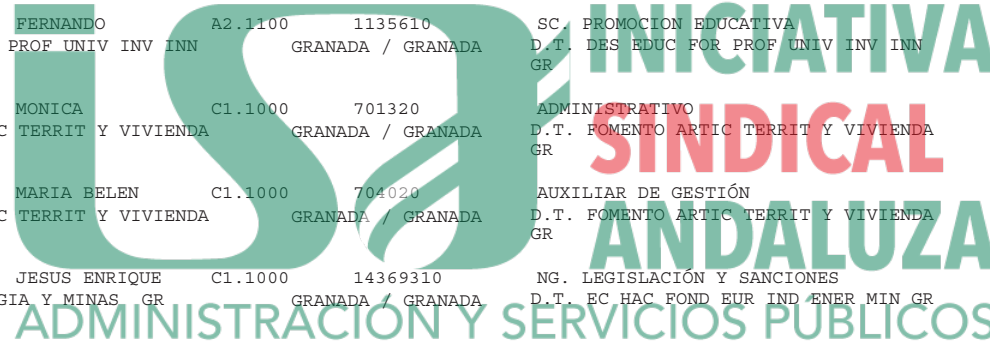 FERNANDO A2.1100 1135610 SC. PROMOCION EDUCATIVA
PROF UNIV INV INN GRANADA / GRANADA D.T. DES EDUC FOR PROF UNIV INV INN
GR
MONICA C1.1000 701320 ADMINISTRATIVO
C TERRIT Y VIVIENDA GRANADA / GRANADA D.T. FOMENTO ARTIC TERRIT Y VIVIENDA
GR
MARIA BELEN C1.1000 704020 AUXILIAR DE GESTIÓN
C TERRIT Y VIVIENDA GRANADA / GRANADA D.T. FOMENTO ARTIC TERRIT Y VIVIENDA
GR
JESUS ENRIQUE C1.1000 14369310 NG. LEGISLACIÓN Y SANCIONES
GIA Y MINAS GR GRANADA / GRANADA D.T. EC HAC FOND EUR IND ENER MIN GR
isa
INICIATIVA
SINDICAL
ANDALUZA
ADMINISTRACIÓN Y SERVICIOS PÚBLICOS